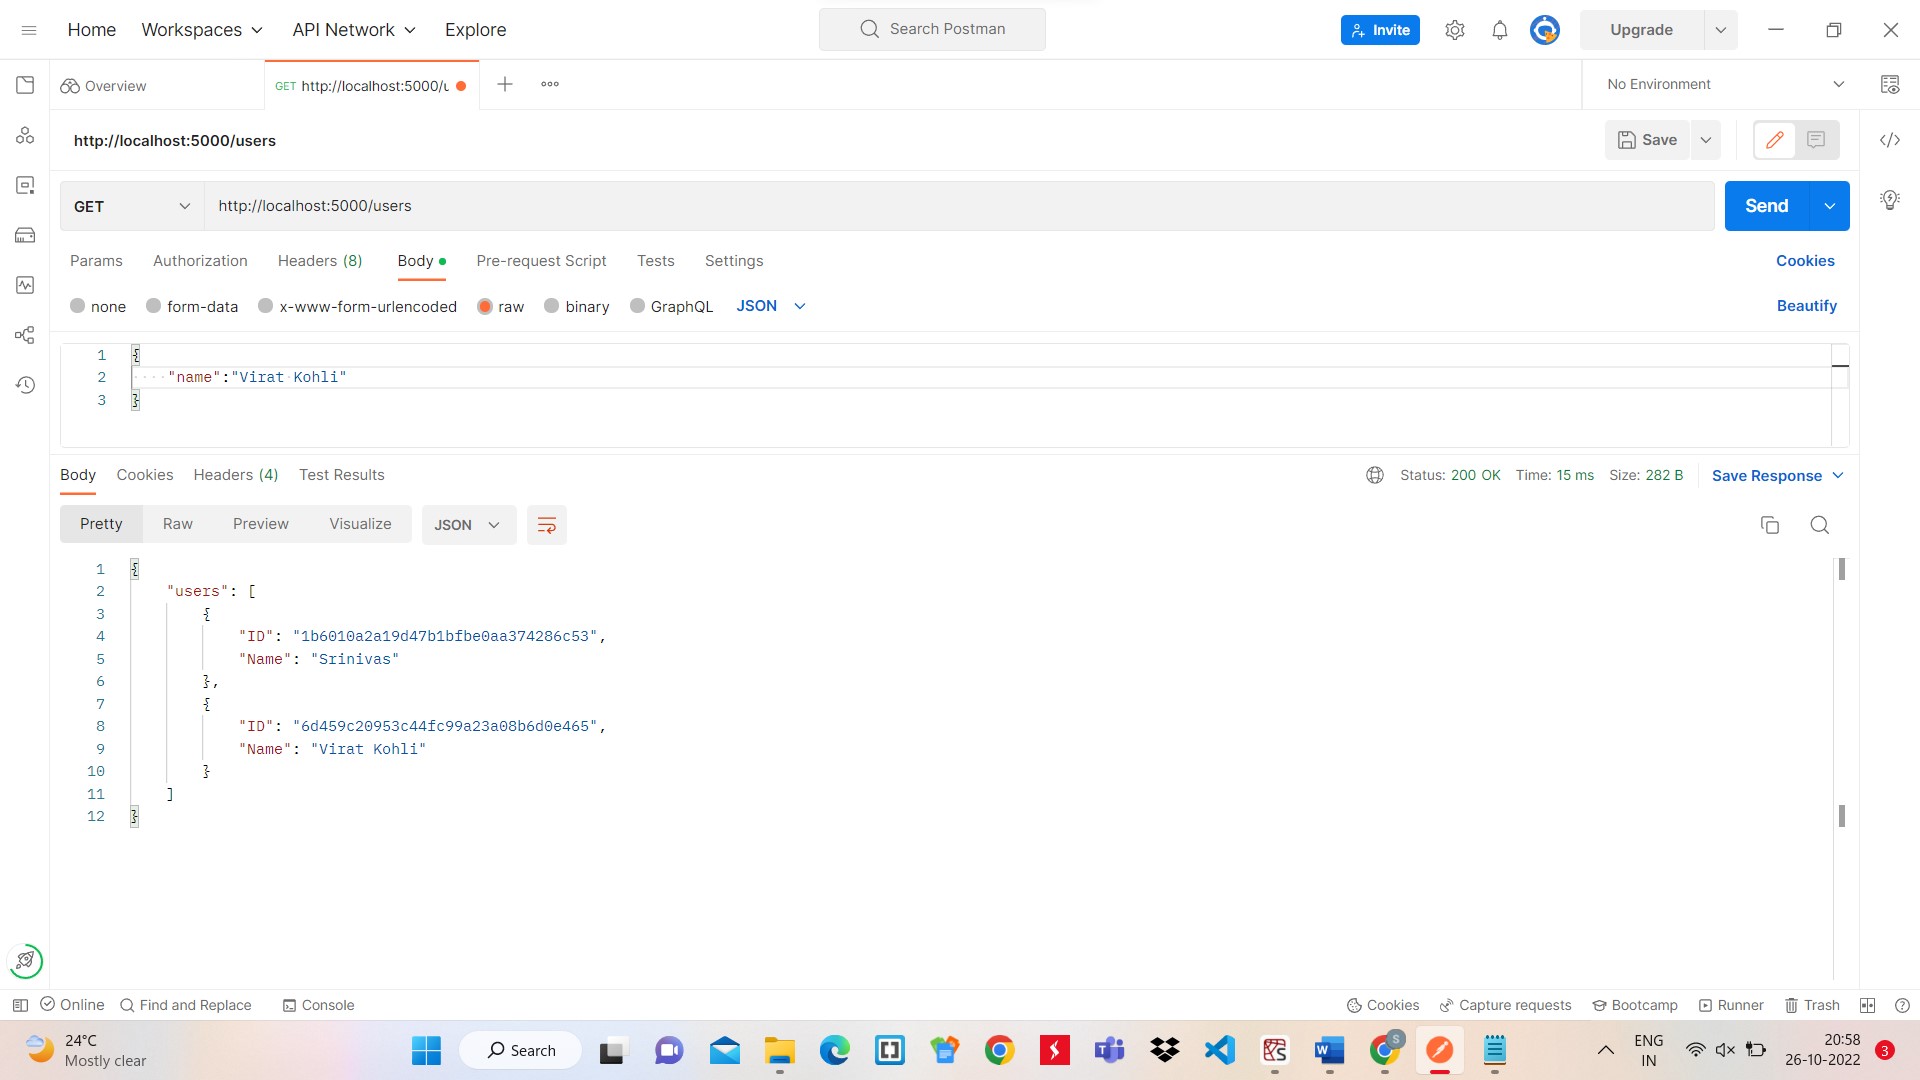 Home Workspaces API Network Explore Search Postman Invite Upgrade
Overview GET http://localhost:5000/u No Environment
http://localhost:5000/users Save
GET http://localhost:5000/users Send
Params Authorization Headers (8) Body Pre-request Script Tests Settings Cookies
none form-data x-www-form-urlencoded raw binary GraphQL JSON Beautify
1 {
2 "name":"Virat Kohli"
3 }
Body Cookies Headers (4) Test Results Status: 200 OK Time: 15 ms Size: 282 B Save Response
Pretty Raw Preview Visualize JSON
1 {
2 "users": [
3 {
4 "ID": "1b6010a2a19d47b1bfbe0aa374286c53",
5 "Name": "Srinivas"
6 },
7 {
8 "ID": "6d459c20953c44fc99a23a08b6d0e465",
9 "Name": "Virat Kohli"
10 }
11 ]
12 }
Online Find and Replace Console Cookies Capture requests Bootcamp Runner Trash
24°C
Mostly clear
Search
S
ENG
IN
20:58
26-10-2022
3